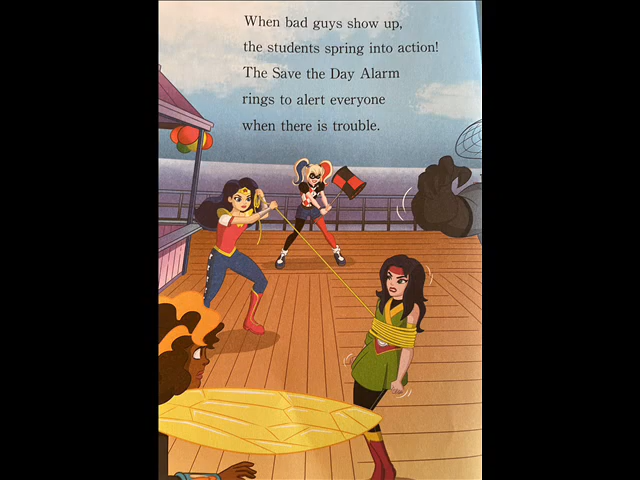 When bad guys show up,
the students spring into action!
The Save the Day Alarm
rings to alert everyone
when there is trouble.